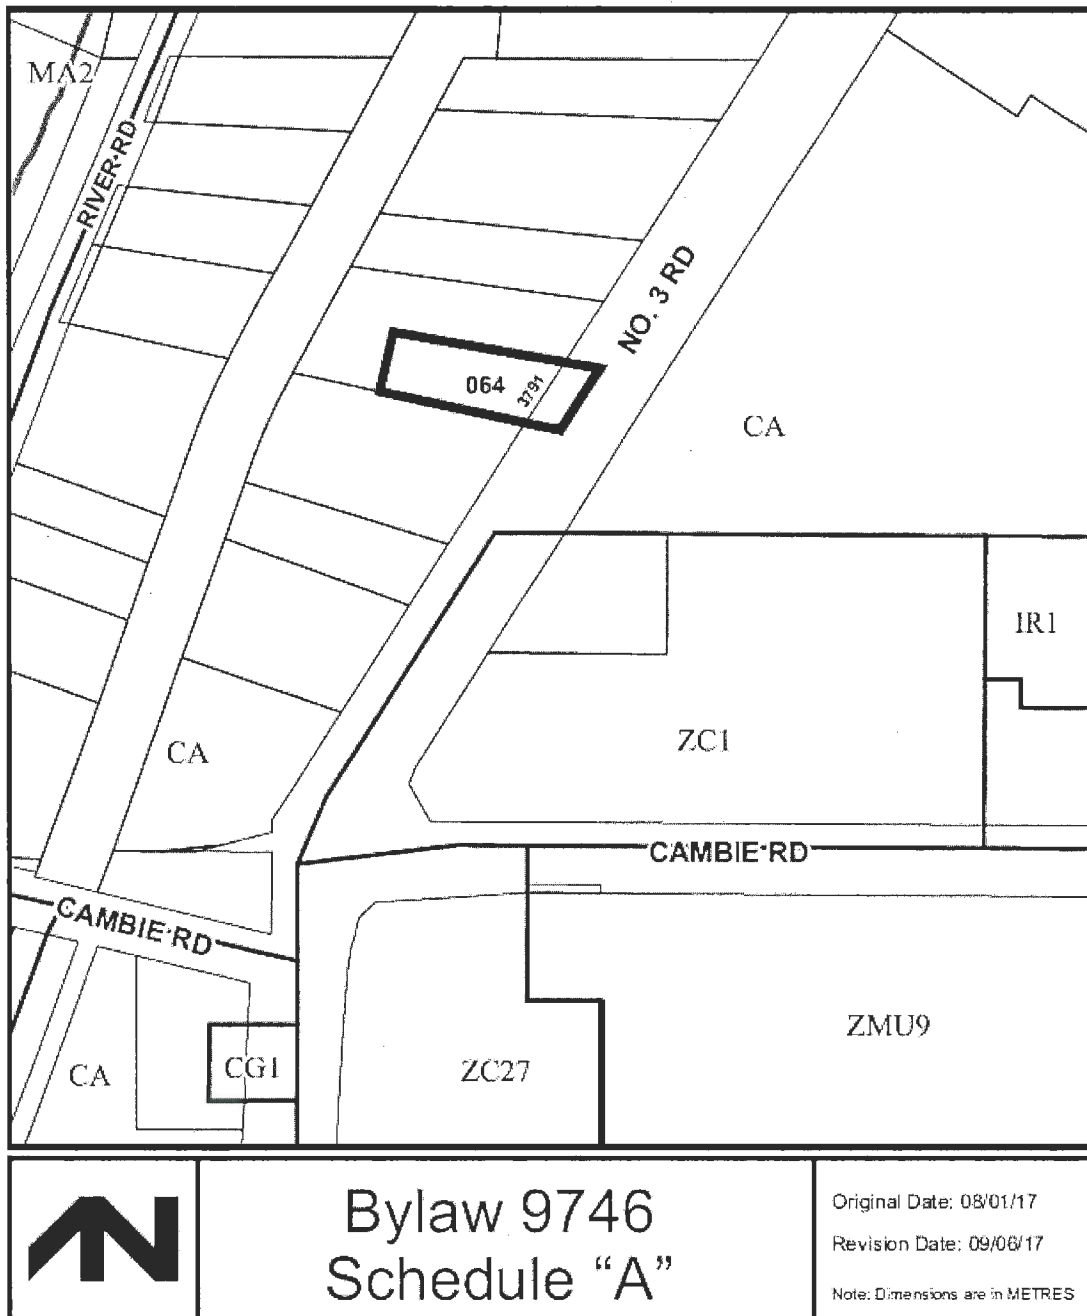 MA2
RIVER RD
NO. 3 RD
064
3791
CA
IR1
ZC1
CA
CAMBIE RD
CAMBIE RD
ZMU9
CG1
ZC27
CA
Bylaw 9746
Schedule “A”
Original Date: 08/01/17
Revision Date: 09/06/17
Note: Dimensions are in METRES